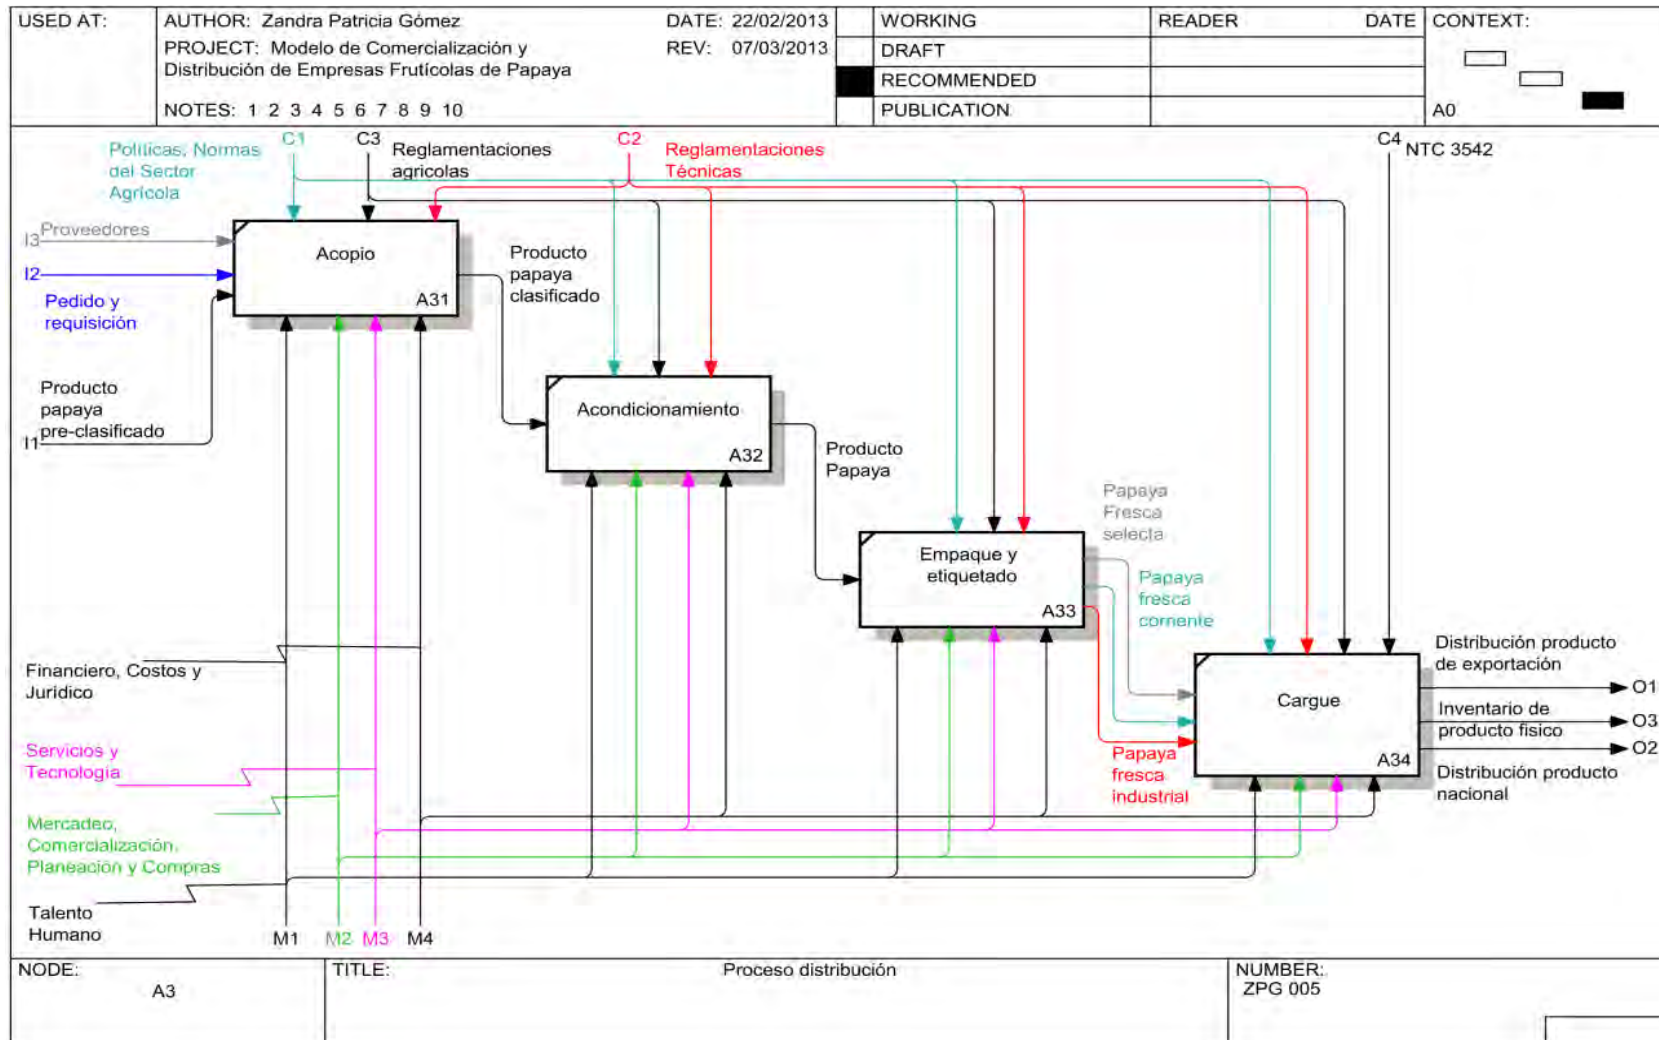 USED AT:
AUTHOR: Zandra Patricia Gómez
DATE: 22/02/2013
PROJECT: Modelo de Comercialización y
Distribución de Empresas Frutícolas de Papaya
REV: 07/03/2013
NOTES: 1 2 3 4 5 6 7 8 9 10
WORKING
DRAFT
RECOMMENDED
PUBLICATION
READER
DATE
CONTEXT:
A0
C1
C3
C2
C4
Políticas, Normas
del Sector
Agrícola
Reglamentaciones
agrícolas
Reglamentaciones
Técnicas
NTC 3542
I3
Proveedores
I2
Pedido y
requisición
Producto
papaya
pre-clasificado
I1
Acopio
A31
Producto
papaya
clasificado
Acondicionamiento
A32
Producto
Papaya
Empaque y
etiquetado
A33
Papaya
Fresca
selecta
Papaya
fresca
corriente
Papaya
fresca
industrial
Cargue
A34
Distribución producto
de exportación
O1
Inventario de
producto fisico
O3
O2
Distribución producto
nacional
Financiero, Costos y
Jurídico
Servicios y
Tecnología
Mercadeo,
Comercialización,
Planeación y Compras
Talento
Humano
M1
M2
M3
M4
NODE:
A3
TITLE:
Proceso distribución
NUMBER:
ZPG 005